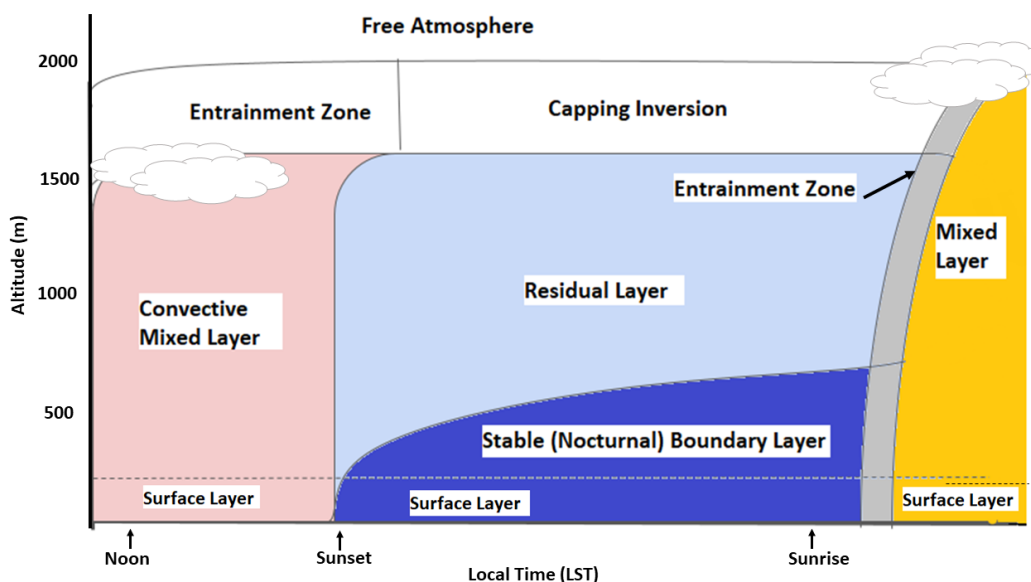 Free Atmosphere
2000
Entrainment Zone
Capping Inversion
1500
Entrainment Zone
Mixed
Layer
Altitude (m)
1000
Residual Layer
Convective
Mixed Layer
500
Stable (Nocturnal) Boundary Layer
Surface Layer
Surface Layer
Surface Layer
Noon
Sunset
Sunrise
Local Time (LST)